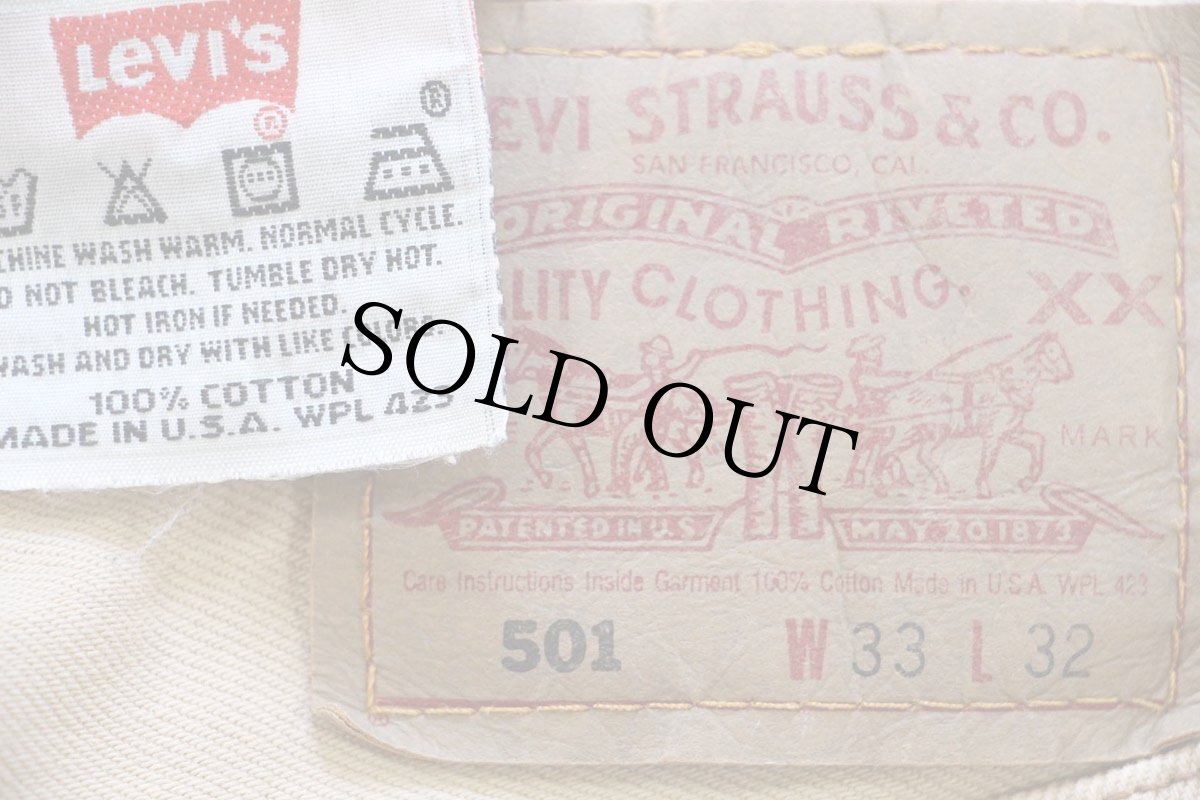 LEVI'S
®
®
MACHINE WASH WARM. NORMAL CYCLE.
DO NOT BLEACH. TUMBLE DRY HOT.
HOT IRON IF NEEDED.
WASH AND DRY WITH LIKE COLORS.
100% COTTON
MADE IN U.S.A. WPL 423
LEVI STRAUSS & CO.
SAN FRANCISCO, CAL.
ORIGINAL RIVETED
QUALITY CLOTHING. XX
MARK
PATENTED IN U.S. MAY 20.1873
Care Instructions Inside Garment 100% Cotton Made in U.S.A. WPL 423
501 W 33 L 32
®
SOLD OUT